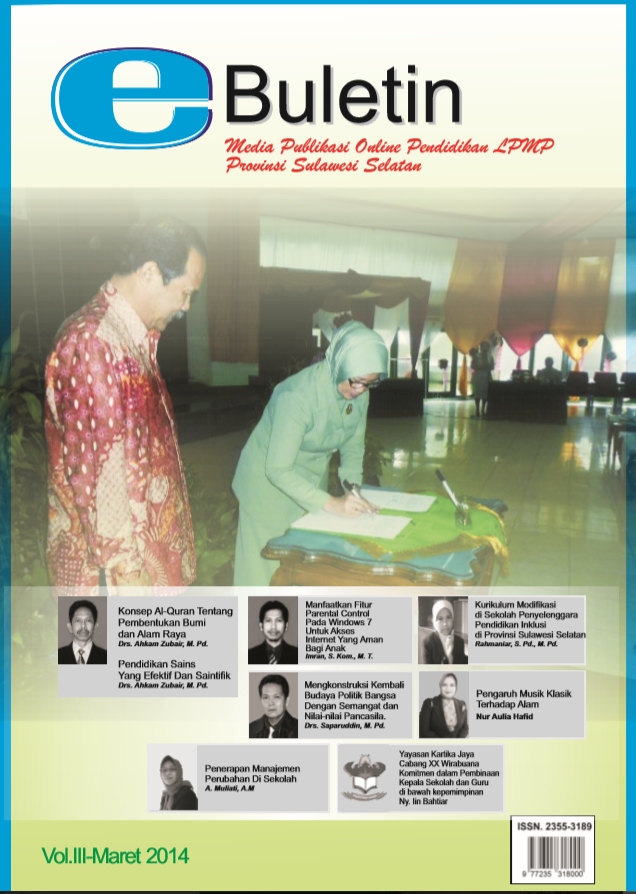 e Buletin
Media Publikasi Online Pendidikan LPMP
Provinsi Sulawesi Selatan
Konsep Al-Quran Tentang
Pembentukan Bumi
dan Alam Raya
Drs. Ahkam Zubair, M. Pd.
Pendidikan Sains
Yang Efektif Dan Saintifik
Drs. Ahkam Zubair, M. Pd.
Manfaatkan Fitur
Parental Control
Pada Windows 7
Untuk Akses
Internet Yang Aman
Bagi Anak
Imran, S. Kom., M. T.
Kurikulum Modifikasi
di Sekolah Penyelenggara
Pendidikan Inklusi
di Provinsi Sulawesi Selatan
Rahmaniar, S. Pd., M. Pd.
Mengkonstruksi Kembali
Budaya Politik Bangsa
Dengan Semangat dan
Nilai-nilai Pancasila.
Drs. Saparuddin, M. Pd.
Pengaruh Musik Klasik
Terhadap Alam
Nur Aulia Hafid
Penerapan Manajemen
Perubahan Di Sekolah
A. Muliati, A.M
Yayasan Kartika Jaya
Cabang XX Wirabuana
Komitmen dalam Pembinaan
Kepala Sekolah dan Guru
di bawah kepemimpinan
Ny. Iin Bahtiar
Vol.III-Maret 2014
ISSN. 2355-3189
9 77235 318000